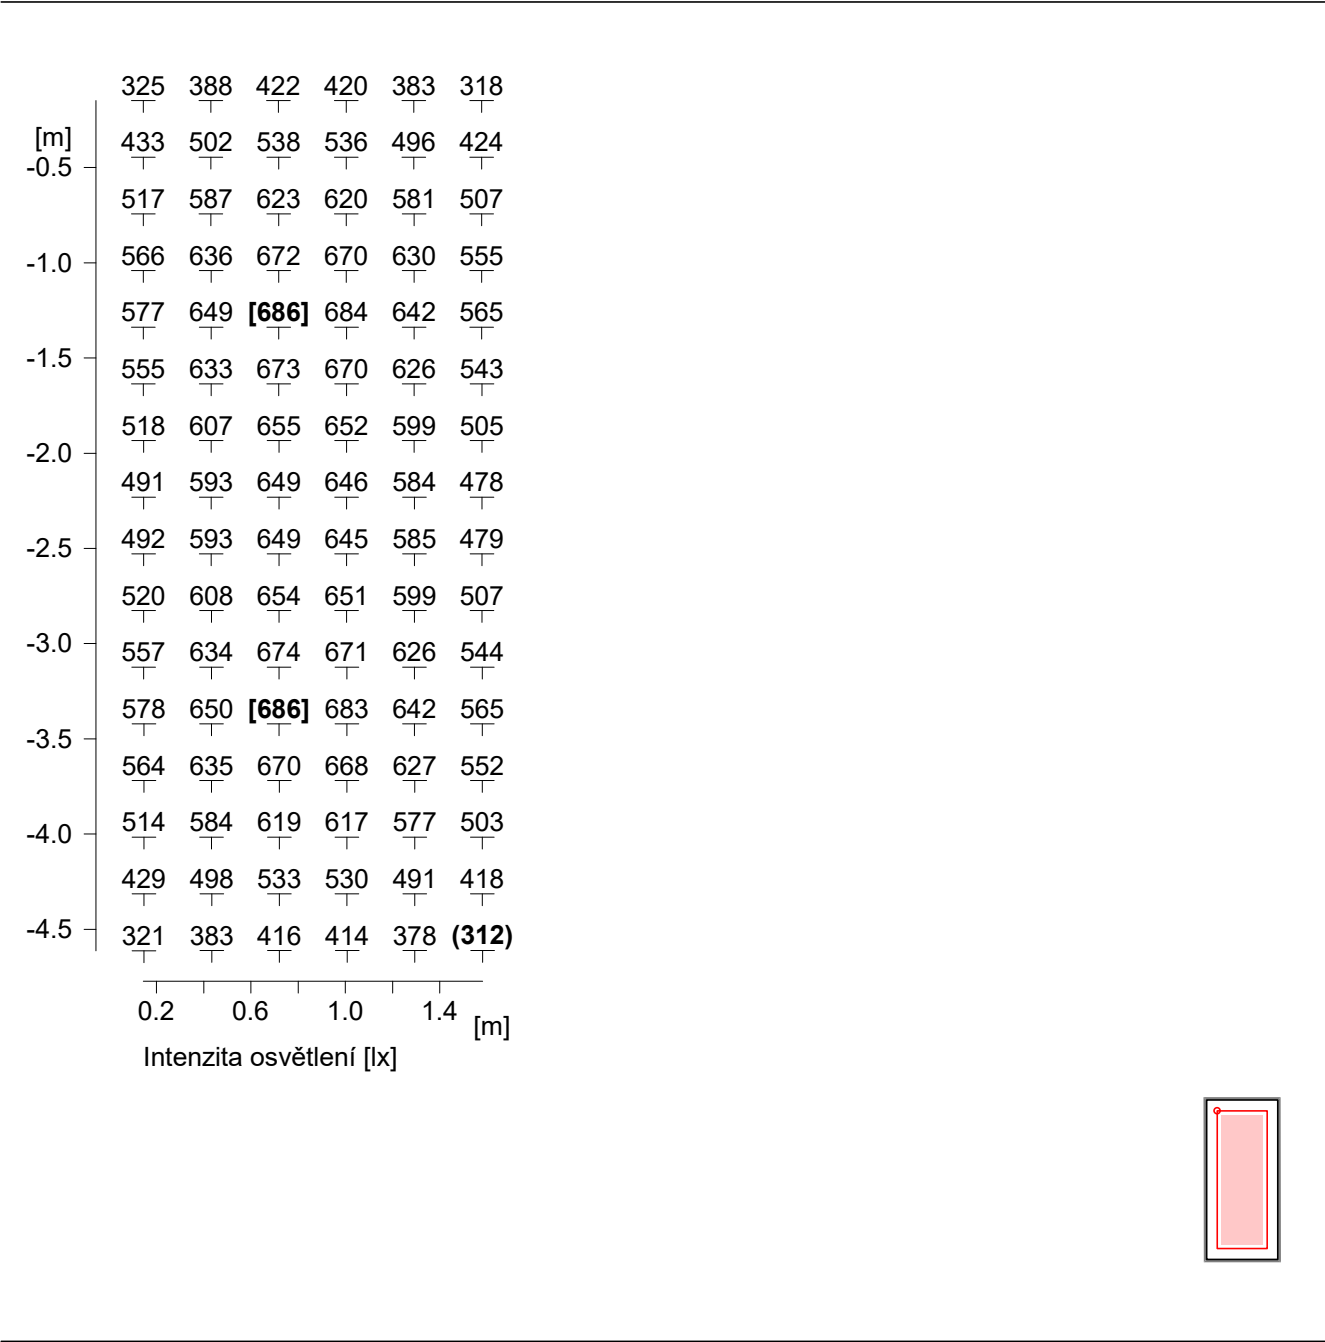 325 388 422 420 383 318
[m] 433 502 538 536 496 424
-0.5
517 587 623 620 581 507
-1.0 566 636 672 670 630 555
577 649 [686] 684 642 565
-1.5 555 633 673 670 626 543
518 607 655 652 599 505
-2.0
491 593 649 646 584 478
-2.5 492 593 649 645 585 479
520 608 654 651 599 507
-3.0 557 634 674 671 626 544
578 650 [686] 683 642 565
-3.5
564 635 670 668 627 552
-4.0 514 584 619 617 577 503
429 498 533 530 491 418
-4.5 321 383 416 414 378 (312)
0.2 0.6 1.0 1.4 [m]
Intenzita osvětlení [lx]